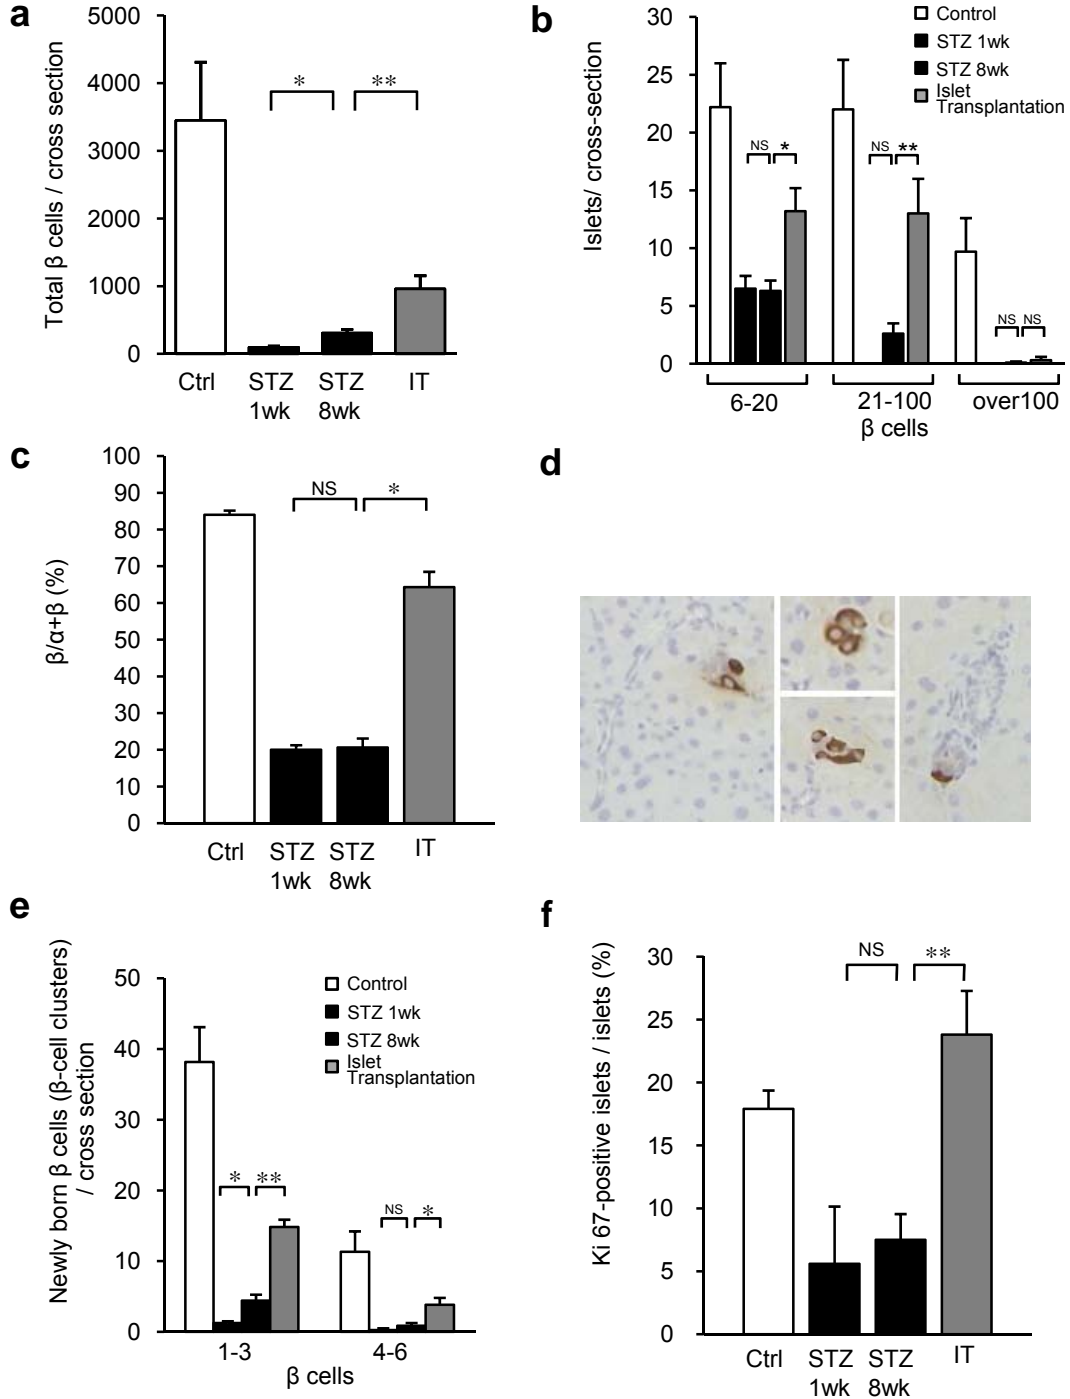 a
Total β cells / cross section
5000
4000
3000
2000
1000
0
*
**
Ctrl
STZ
1wk
STZ
8wk
IT
b
Islets/ cross-section
30
25
20
15
10
5
0
Control
STZ 1wk
STZ 8wk
Islet
Transplantation
NS
*
NS
**
NS
NS
6-20
21-100
over100
β cells
c
β/α+β (%)
100
90
80
70
60
50
40
30
20
10
0
NS
*
Ctrl
STZ
1wk
STZ
8wk
IT
d
e
Newly born β cells (β-cell clusters)
/ cross section
50
40
30
20
10
0
Control
STZ 1wk
STZ 8wk
Islet
Transplantation
*
**
NS
*
1-3
4-6
β cells
f
Ki 67-positive islets / islets (%)
30
25
20
15
10
5
0
NS
**
Ctrl
STZ
1wk
STZ
8wk
IT